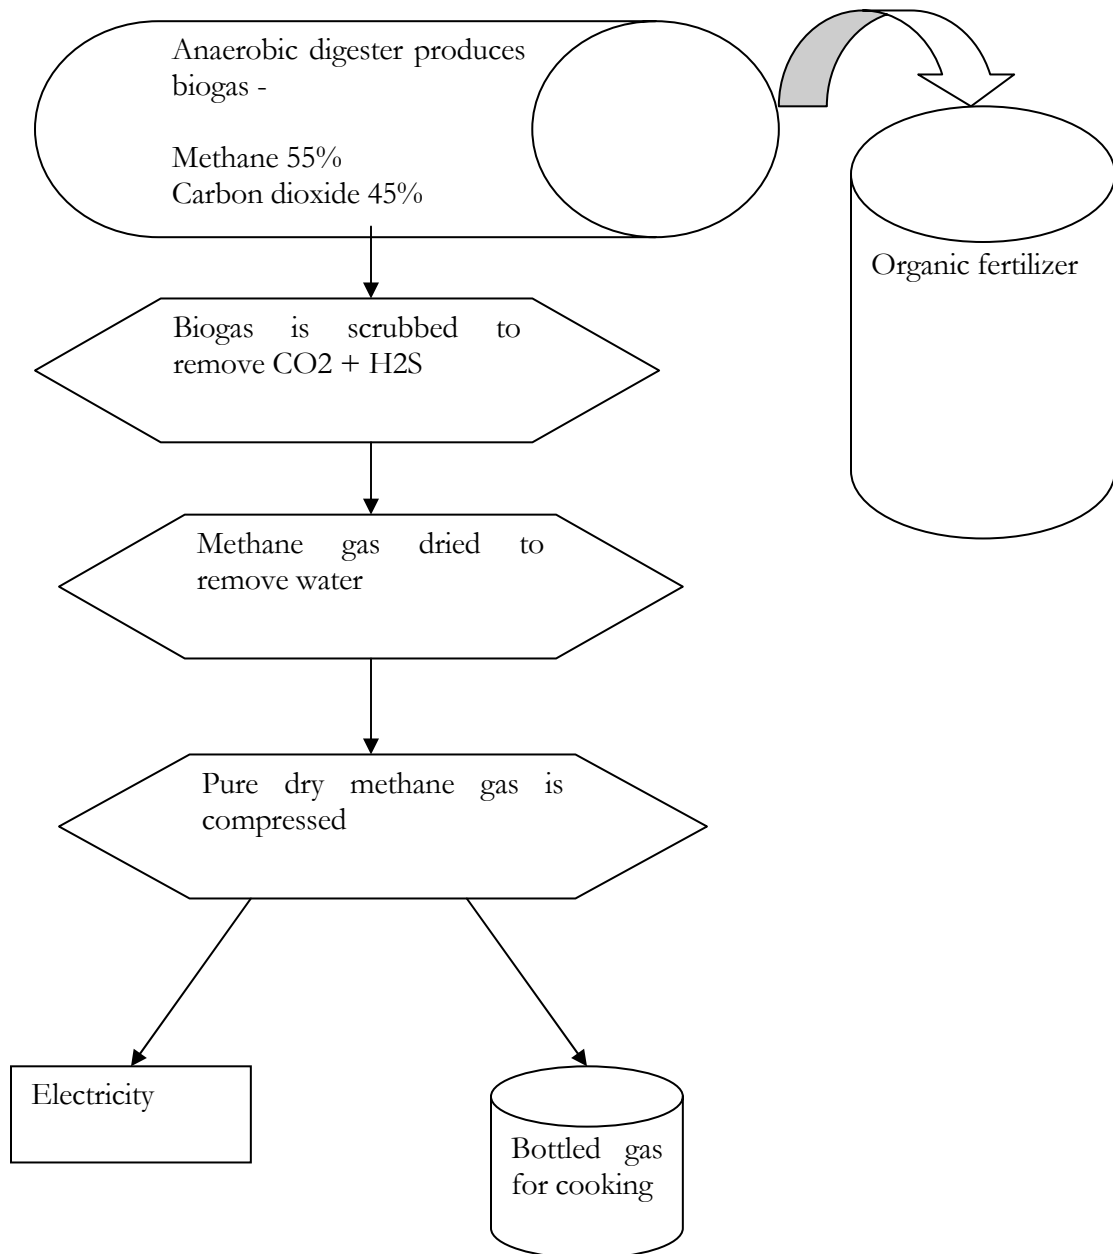 Anaerobic digester produces
biogas -
Methane 55%
Carbon dioxide 45%
Organic fertilizer
Biogas is scrubbed to
remove CO2 + H2S
Methane gas dried to
remove water
Pure dry methane gas is
compressed
Electricity
Bottled gas
for cooking